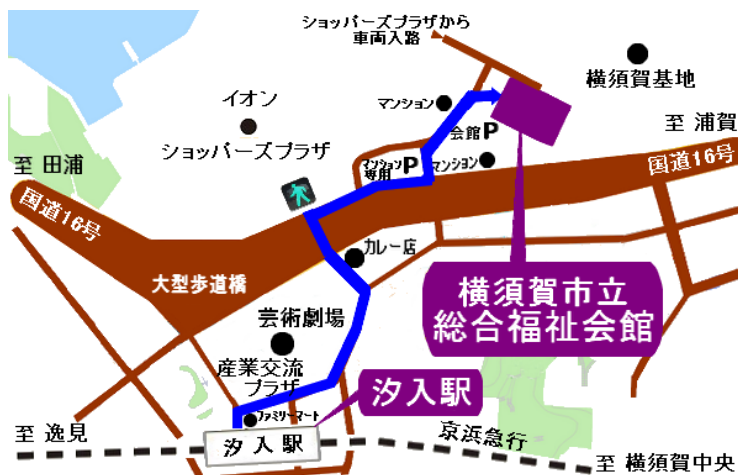 ショッパーズプラザから
車両入路
横須賀基地
マンション
イオン
ショッパーズプラザ
会館P
至 浦賀
至 田浦
マンション
専用
P
マンション
国道16号
国道16号
カレー店
大型歩道橋
横須賀市立
総合福祉会館
芸術劇場
産業交流
プラザ
汐入駅
ファミリーマート
京浜急行
至 逸見
汐入駅
至 横須賀中央